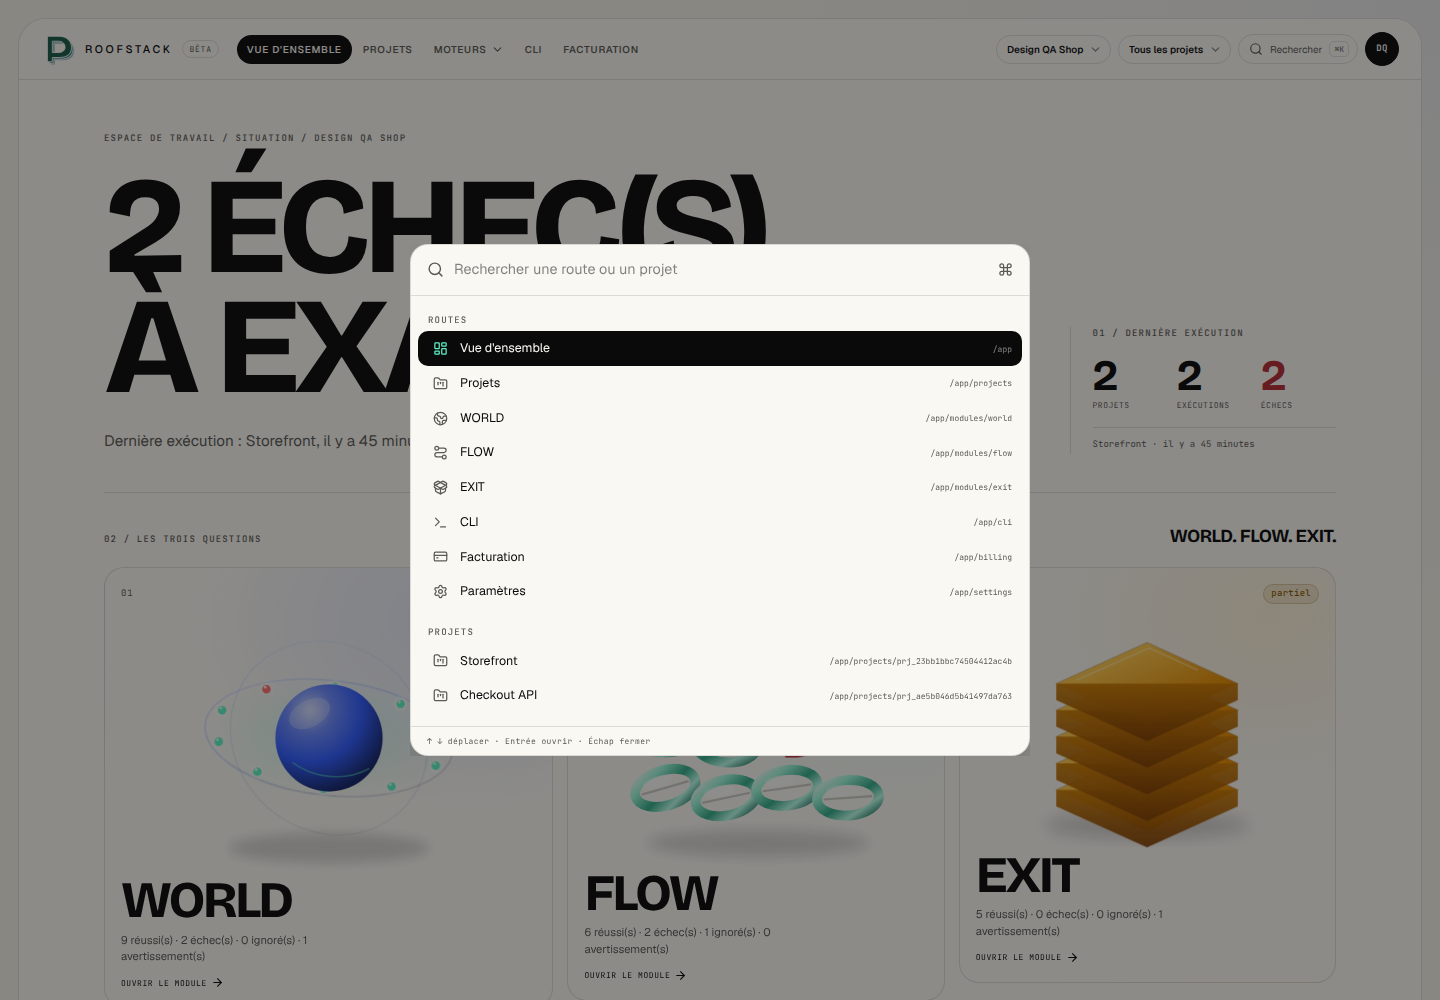 ROOFSTACK BÊTA VUE D'ENSEMBLE PROJETS MOTEURS CLI FACTURATION Design QA Shop Tous les projets Rechercher ⌘K DQ
ESPACE DE TRAVAIL / SITUATION / DESIGN QA SHOP
2 ÉCHEC(S)
À EXA
Dernière exécution : Storefront, il y a 45 minu
01 / DERNIÈRE EXÉCUTION
2 2 2
PROJETS EXÉCUTIONS ÉCHECS
Storefront · il y a 45 minutes
Rechercher une route ou un projet ⌘
ROUTES
Vue d'ensemble /app
Projets /app/projects
WORLD /app/modules/world
FLOW /app/modules/flow
EXIT /app/modules/exit
CLI /app/cli
Facturation /app/billing
Paramètres /app/settings
PROJETS
Storefront /app/projects/prj_23bb1bbc74504412ac4b
Checkout API /app/projects/prj_ae5b046d5b41497da763
↑ ↓ déplacer · Entrée ouvrir · Échap fermer
02 / LES TROIS QUESTIONS
WORLD. FLOW. EXIT.
01
WORLD
9 réussi(s) · 2 échec(s) · 0 ignoré(s) · 1
avertissement(s)
OUVRIR LE MODULE →
FLOW
6 réussi(s) · 2 échec(s) · 1 ignoré(s) · 0
avertissement(s)
OUVRIR LE MODULE →
partiel
EXIT
5 réussi(s) · 0 échec(s) · 0 ignoré(s) · 1
avertissement(s)
OUVRIR LE MODULE →